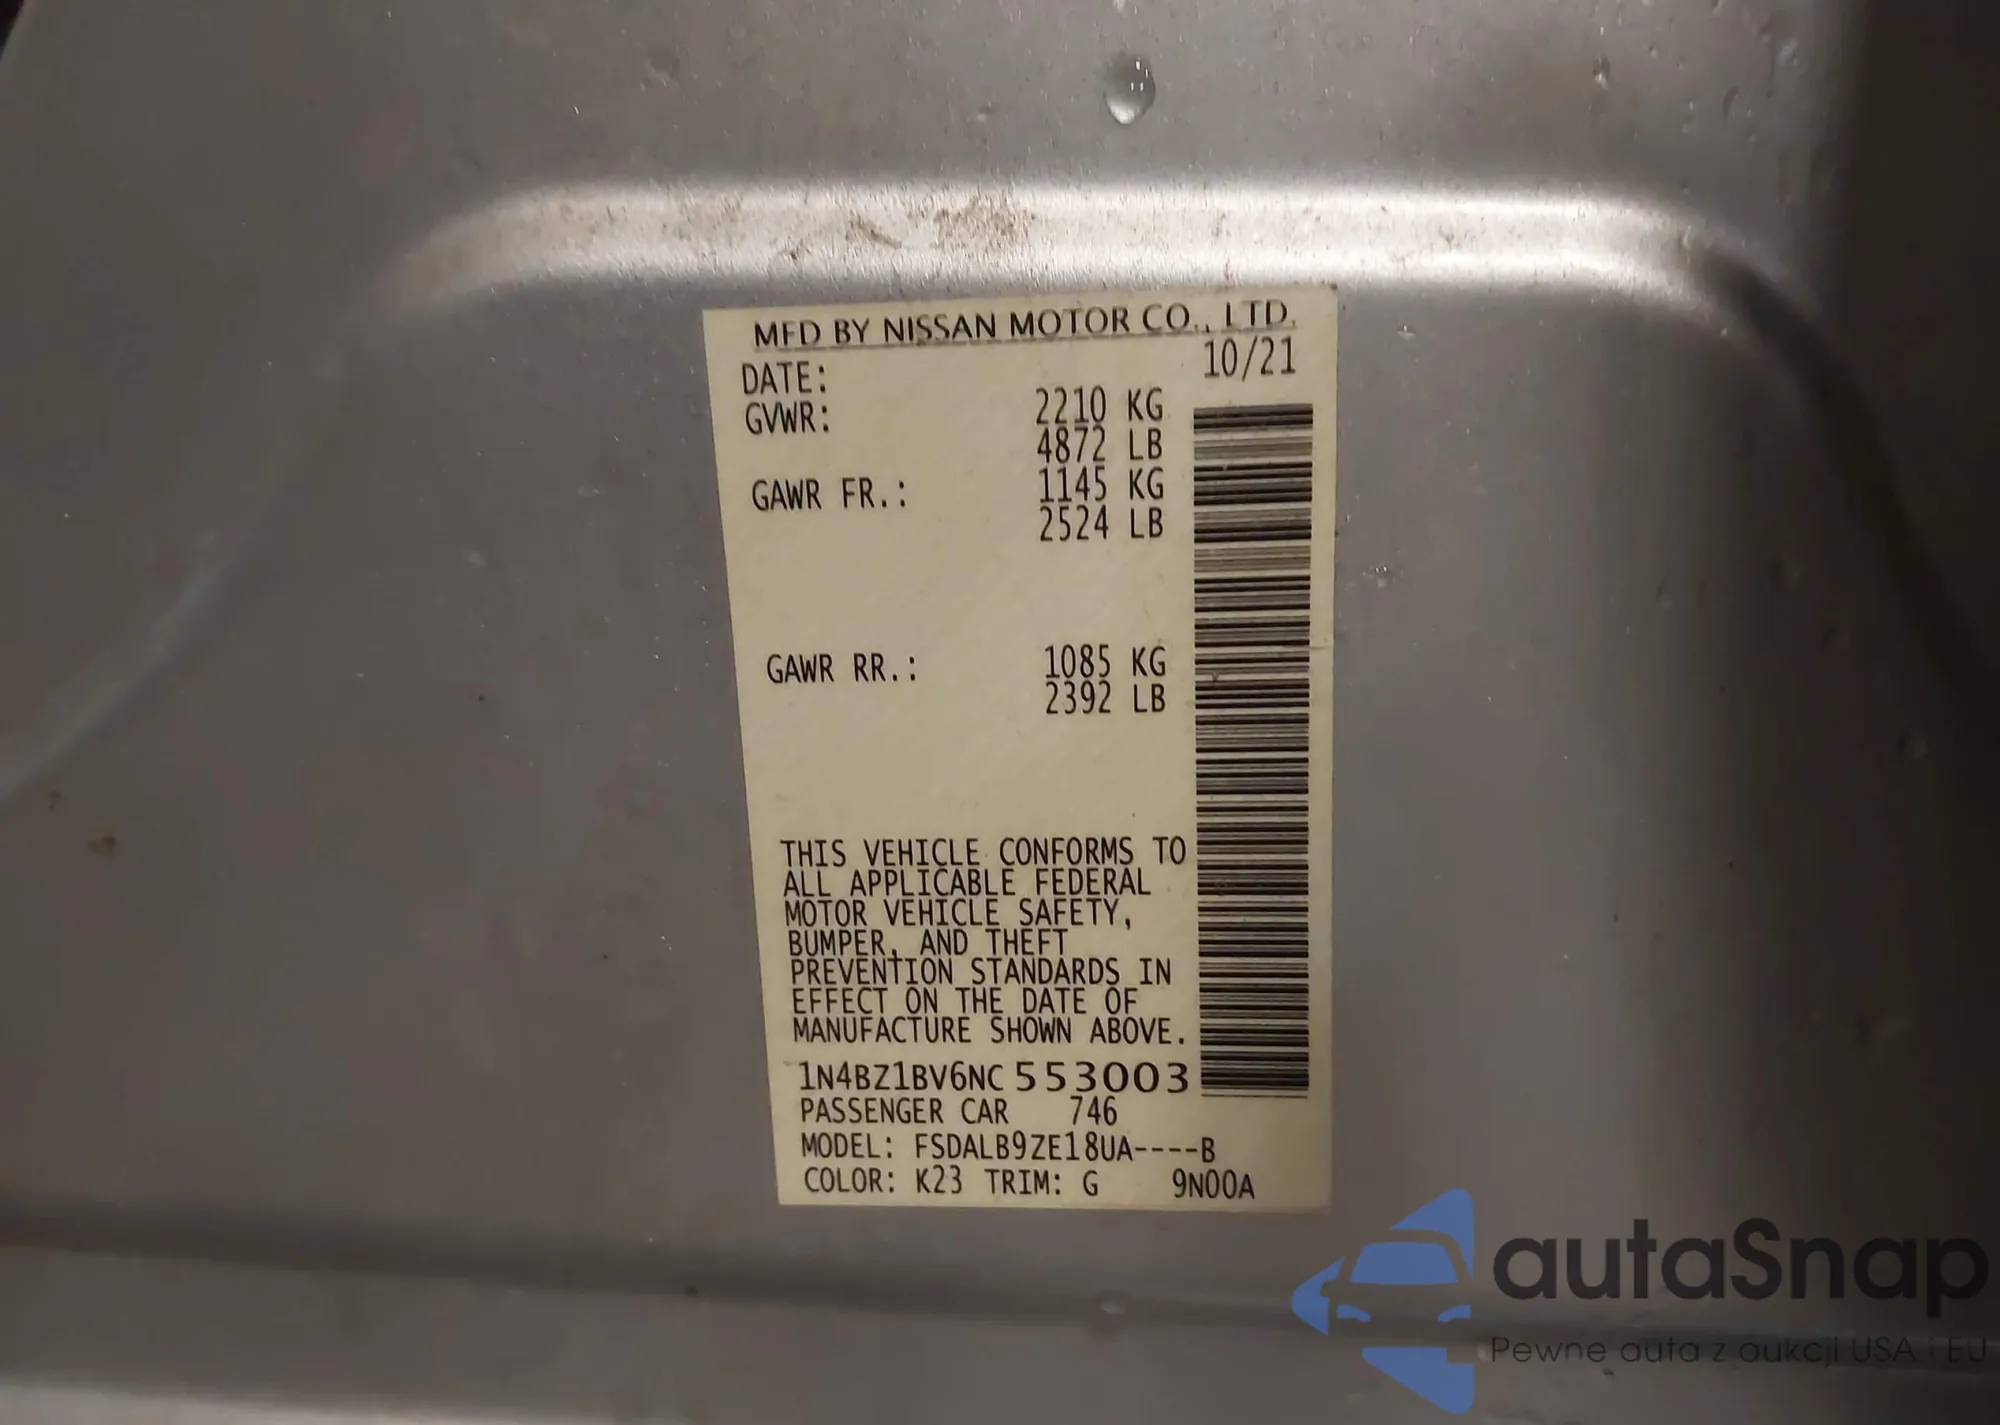 MFD BY NISSAN MOTOR CO., LTD.
DATE: 10/21
GVWR: 2210 KG
4872 LB
GAWR FR.: 1145 KG
2524 LB
GAWR RR.: 1085 KG
2392 LB
THIS VEHICLE CONFORMS TO
ALL APPLICABLE FEDERAL
MOTOR VEHICLE SAFETY,
BUMPER, AND THEFT
PREVENTION STANDARDS IN
EFFECT ON THE DATE OF
MANUFACTURE SHOWN ABOVE.
1N4BZ1BV6NC553003
PASSENGER CAR 746
MODEL: FSDALB9ZE18UA----B
COLOR: K23 TRIM: G 9N00A
autaSnap
Pewne auta z aukcji USA i EU